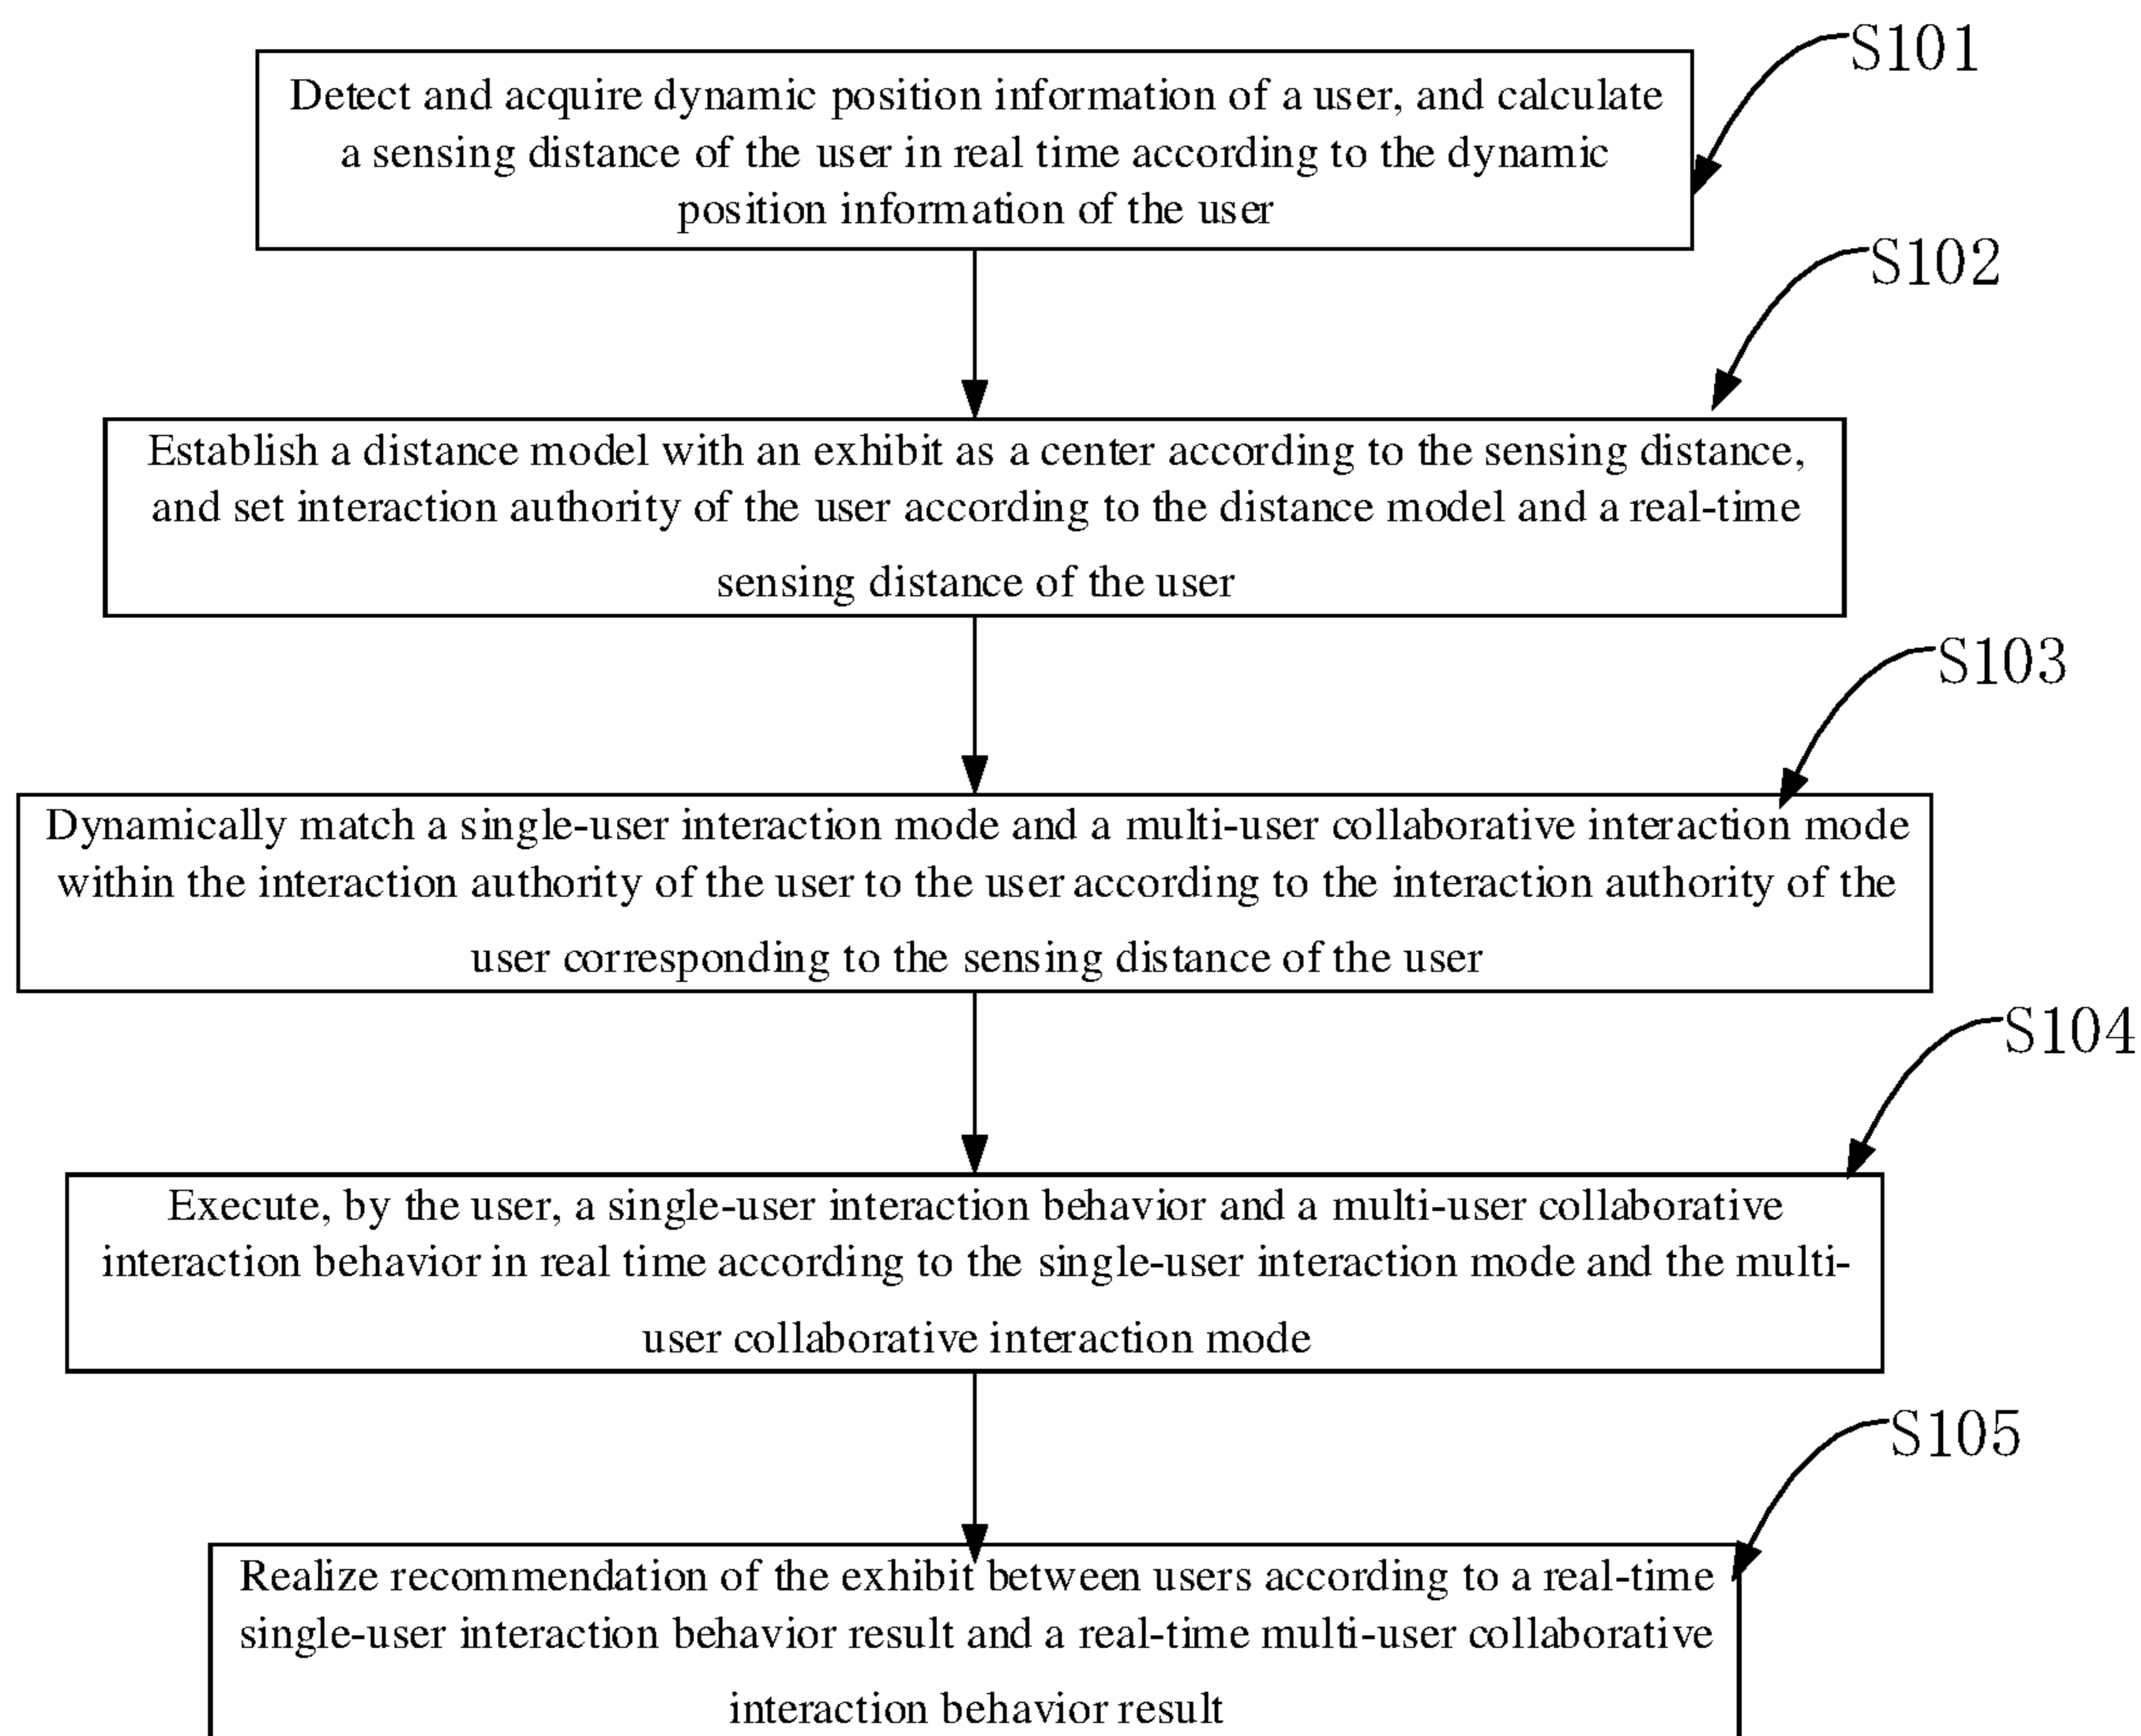 S101
Detect and acquire dynamic position information of a user, and calculate
a sensing distance of the user in real time according to the dynamic
position information of the user
S102
Establish a distance model with an exhibit as a center according to the sensing distance,
and set interaction authority of the user according to the distance model and a real-time
sensing distance of the user
S103
Dynamically match a single-user interaction mode and a multi-user collaborative interaction mode
within the interaction authority of the user to the user according to the interaction authority of the
user corresponding to the sensing distance of the user
S104
Execute, by the user, a single-user interaction behavior and a multi-user collaborative
interaction behavior in real time according to the single-user interaction mode and the multi-
user collaborative interaction mode
S105
Realize recommendation of the exhibit between users according to a real-time
single-user interaction behavior result and a real-time multi-user collaborative
interaction behavior result